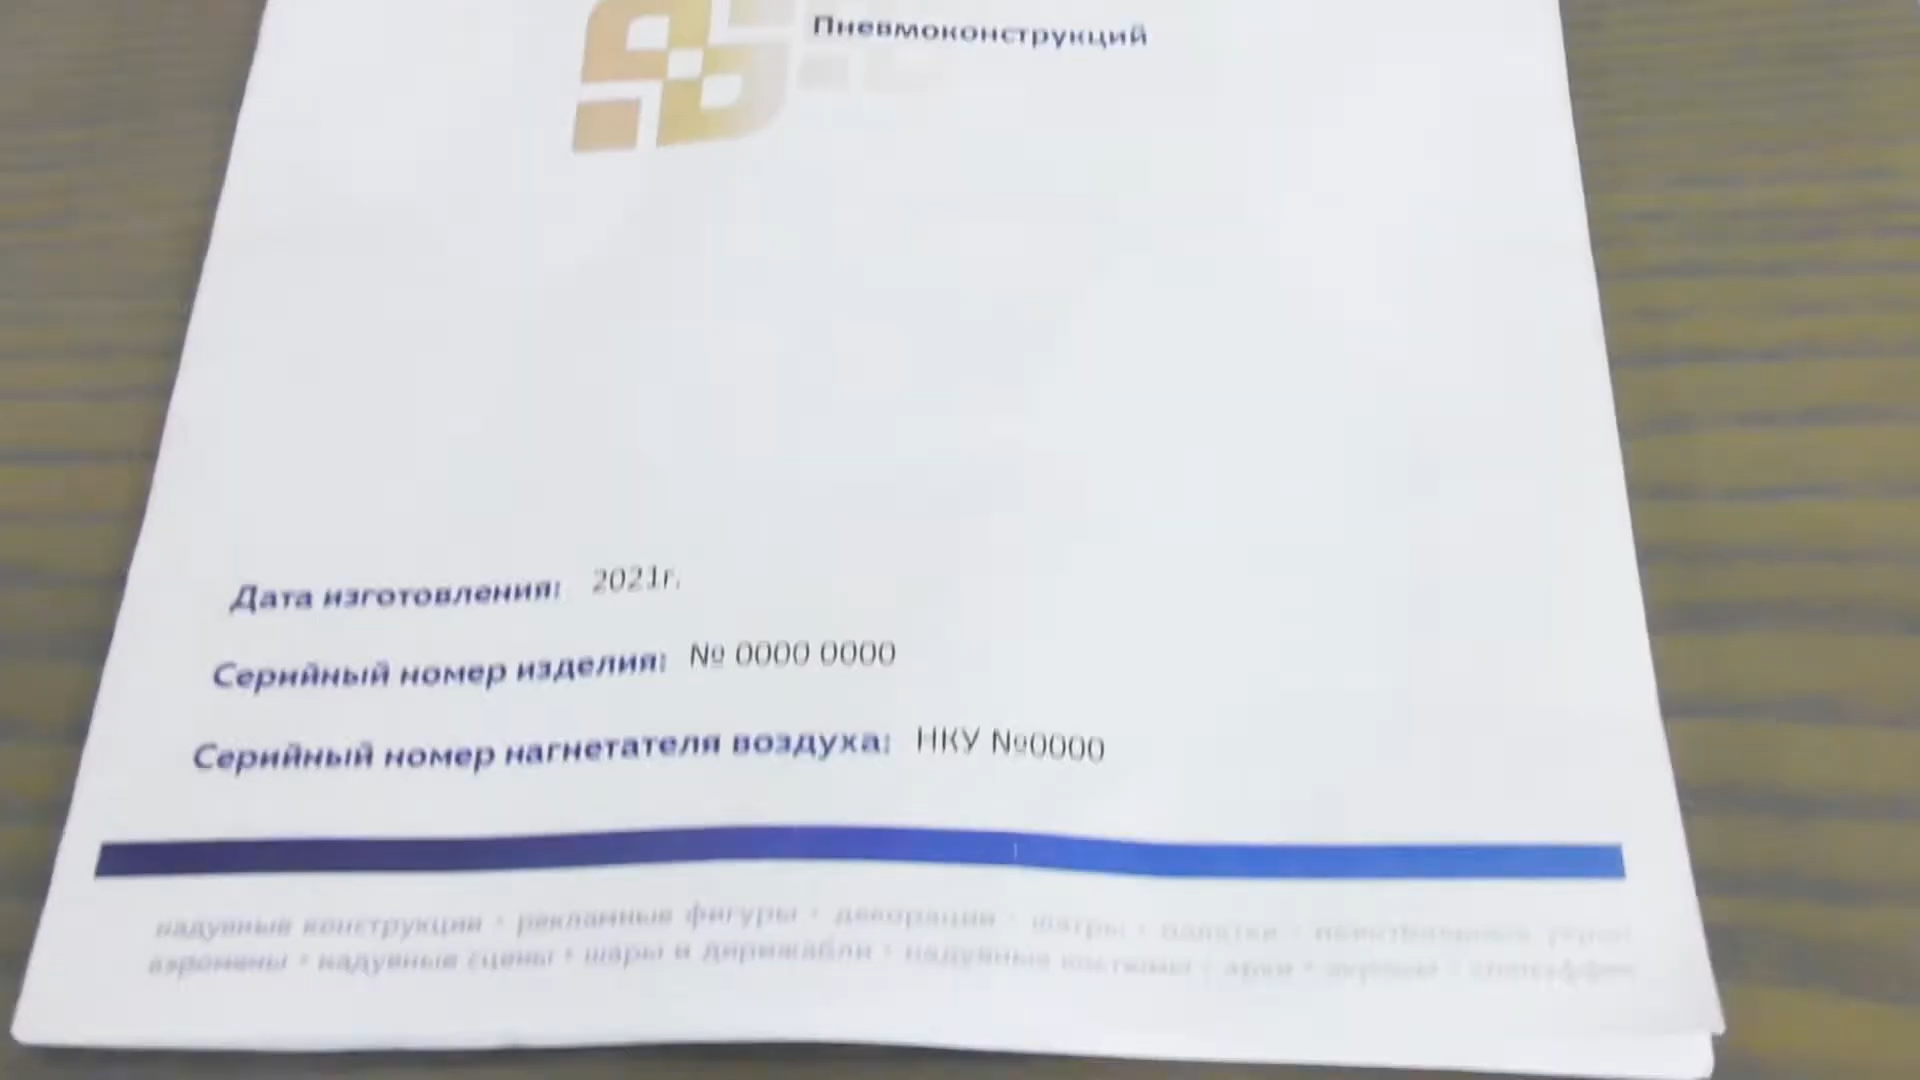 Пневмоконструкций
Дата изготовления: 2021г.
Серийный номер изделия: № 0000 0000
Серийный номер нагнетателя воздуха: НКУ №0000
надувные конструкции • рекламные фигуры • декорации • шатры • палатки •
аэромены • надувные сцены • шары и дирижабли • надувные костюмы • арки •